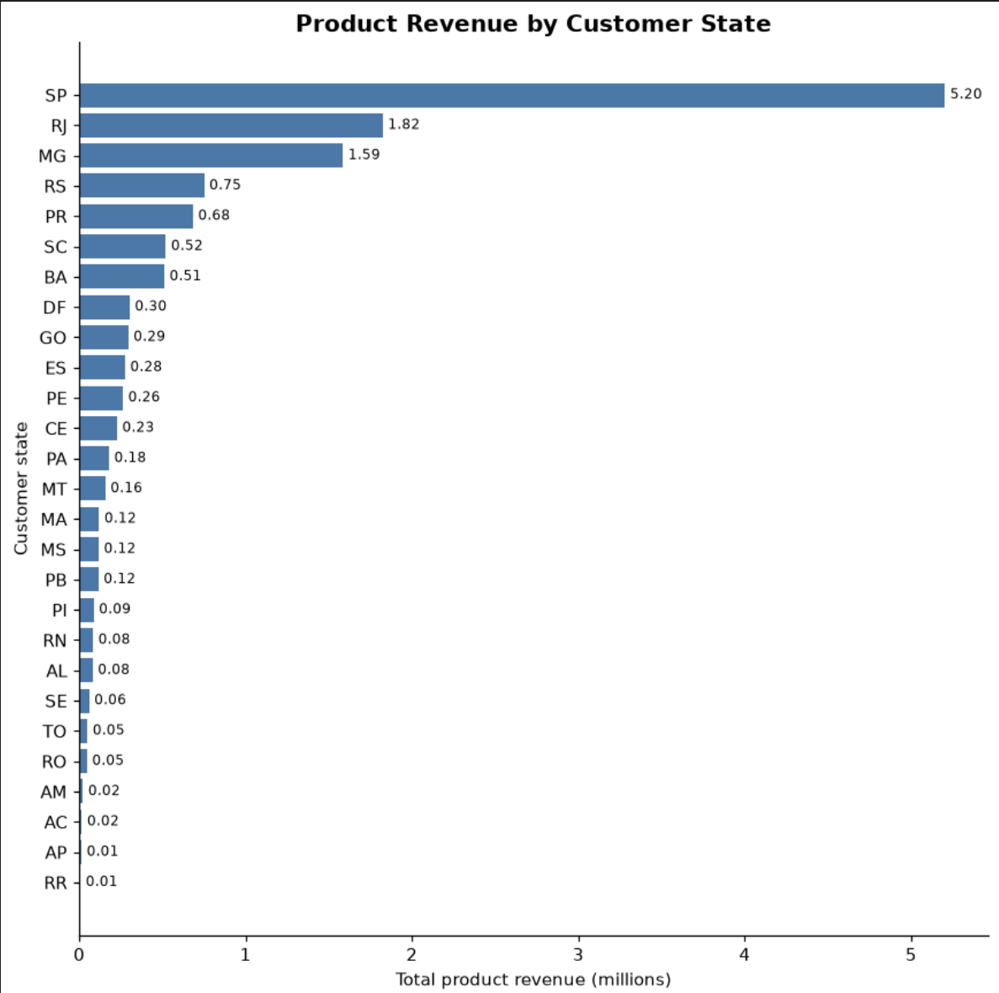 Product Revenue by Customer State
SP 5.20
RJ 1.82
MG 1.59
RS 0.75
PR 0.68
SC 0.52
BA 0.51
DF 0.30
GO 0.29
ES 0.28
PE 0.26
CE 0.23
PA 0.18
MT 0.16
MA 0.12
MS 0.12
PB 0.12
PI 0.09
RN 0.08
AL 0.08
SE 0.06
TO 0.05
RO 0.05
AM 0.02
AC 0.02
AP 0.01
RR 0.01
Customer state
0 1 2 3 4 5
Total product revenue (millions)